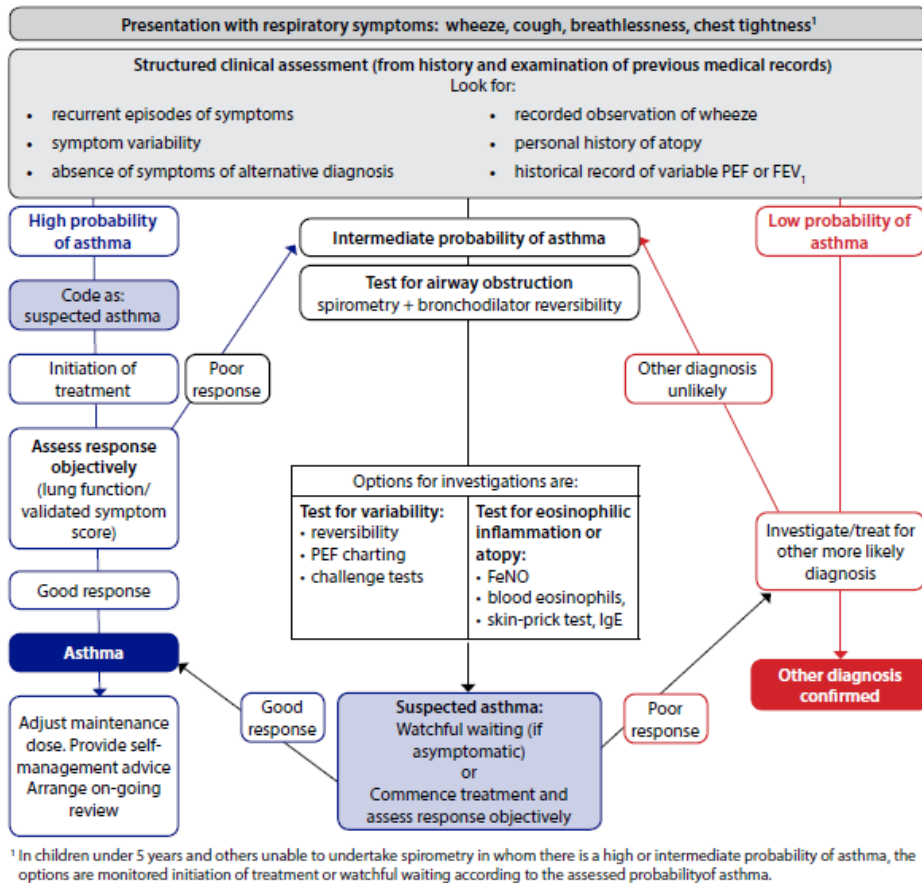 Presentation with respiratory symptoms: wheeze, cough, breathlessness, chest tightness¹
Structured clinical assessment (from history and examination of previous medical records)
Look for:
• recurrent episodes of symptoms
• symptom variability
• absence of symptoms of alternative diagnosis
• recorded observation of wheeze
• personal history of atopy
• historical record of variable PEF or FEV₁
High probability
of asthma
Code as:
suspected asthma
Initiation of
treatment
Assess response
objectively
(lung function/
validated symptom
score)
Good response
Asthma
Adjust maintenance
dose. Provide self-
management advice
Arrange on-going
review
Poor
response
Intermediate probability of asthma
Test for airway obstruction
spirometry + bronchodilator reversibility
Options for investigations are:
Test for variability:
• reversibility
• PEF charting
• challenge tests
Test for eosinophilic
inflammation or
atopy:
• FeNO
• blood eosinophils,
• skin-prick test, IgE
Suspected asthma:
Watchful waiting (if
asymptomatic)
or
Commence treatment and
assess response objectively
Good
response
Poor
response
Low probability of
asthma
Other diagnosis
unlikely
Investigate/treat for
other more likely
diagnosis
Other diagnosis
confirmed
¹ In children under 5 years and others unable to undertake spirometry in whom there is a high or intermediate probability of asthma, the
options are monitored initiation of treatment or watchful waiting according to the assessed probabilityof asthma.